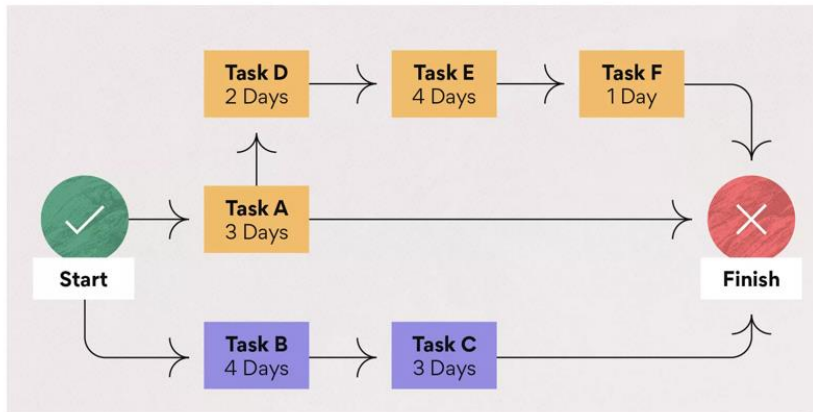 Task D
2 Days
Task E
4 Days
Task F
1 Day
Task A
3 Days
Start
Finish
Task B
4 Days
Task C
3 Days